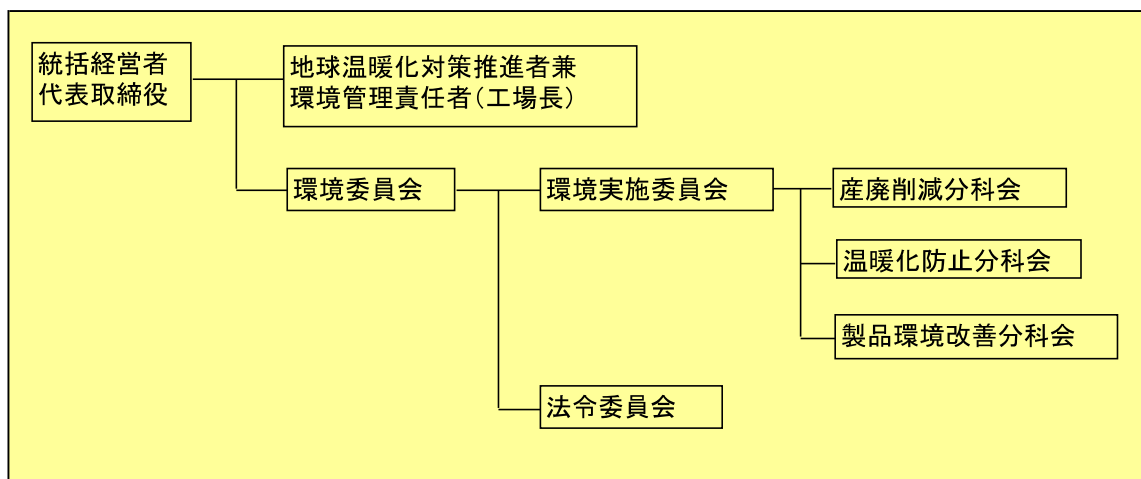 統括経営者
代表取締役
地球温暖化対策推進者兼
環境管理責任者(工場長)
環境委員会
環境実施委員会
産廃削減分科会
温暖化防止分科会
製品環境改善分科会
法令委員会